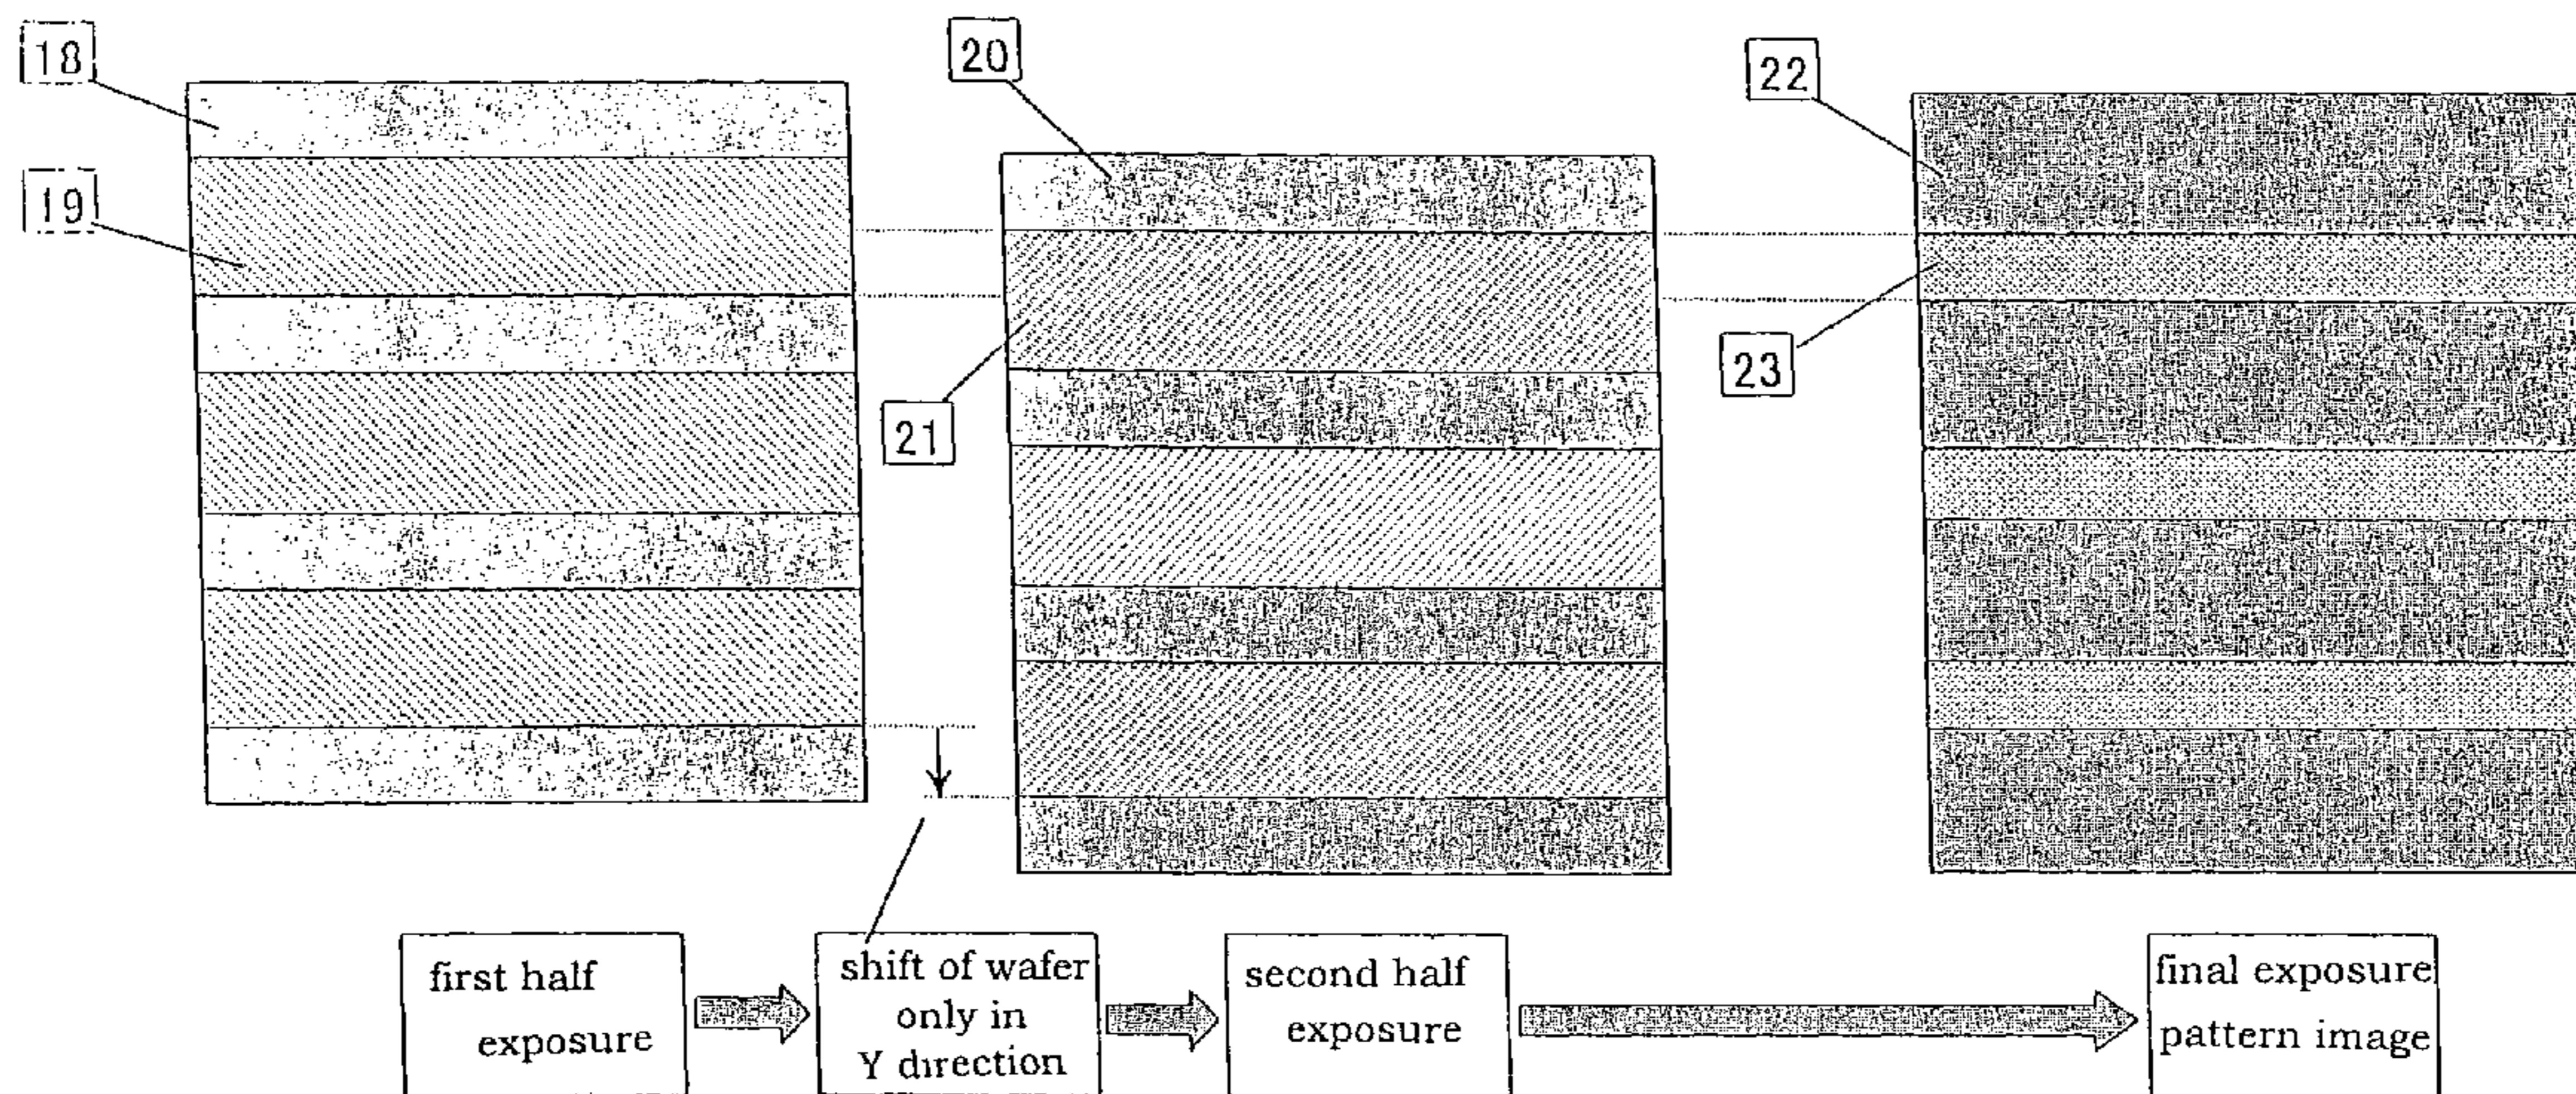 18
19
20
21
22
23
first half
exposure
shift of wafer
only in
Y direction
second half
exposure
final exposure
pattern image